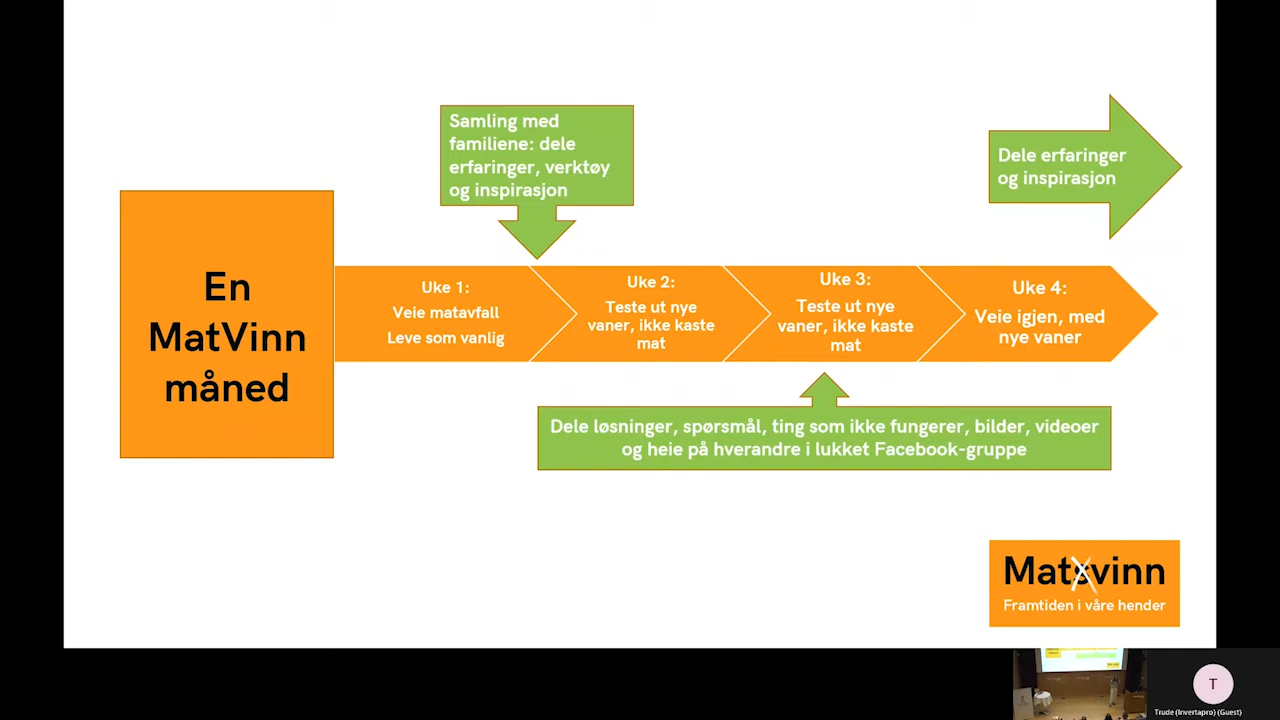 Samling med
familiene: dele
erfaringer, verktøy
og inspirasjon
Dele erfaringer
og inspirasjon
En
MatVinn
måned
Uke 1:
Veie matavfall
Leve som vanlig
Uke 2:
Teste ut nye
vaner, ikke kaste
mat
Uke 3:
Teste ut nye
vaner, ikke kaste
mat
Uke 4:
Veie igjen, med
nye vaner
Dele løsninger, spørsmål, ting som ikke fungerer, bilder, videoer
og heie på hverandre i lukket Facebook-gruppe
Matsvinn
Framtiden i våre hender
T
Trude (Invertapro) (Guest)